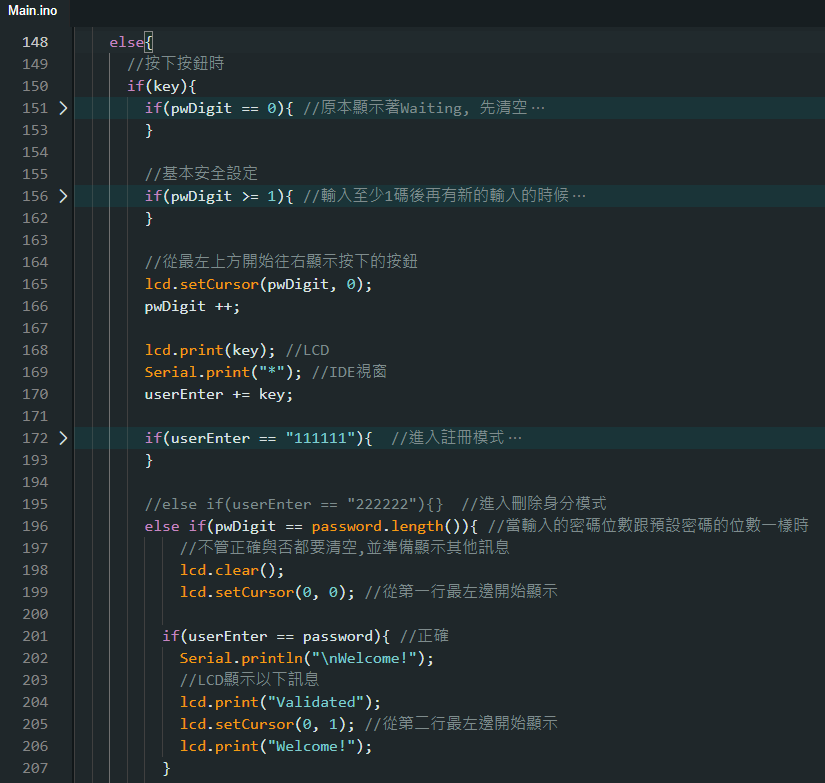 Main.ino
148 else{
149 //按下按鈕時
150 if(key){
151 if(pwDigit == 0){ //原本顯示著Waiting, 先清空…
153 }
154
155 //基本安全設定
156 if(pwDigit >= 1){ //輸入至少1碼後再有新的輸入的時候…
162 }
163
164 //從最左上方開始往右顯示按下的按鈕
165 lcd.setCursor(pwDigit, 0);
166 pwDigit ++;
167
168 lcd.print(key); //LCD
169 Serial.print("*"); //IDE視窗
170 userEnter += key;
171
172 if(userEnter == "111111"){  //進入註冊模式…
193 }
194
195 //else if(userEnter == "222222"){}  //進入刪除身分模式
196 else if(pwDigit == password.length()){ //當輸入的密碼位數跟預設密碼的位數一樣時
197 //不管正確與否都要清空,並準備顯示其他訊息
198 lcd.clear();
199 lcd.setCursor(0, 0); //從第一行最左邊開始顯示
200
201 if(userEnter == password){ //正確
202 Serial.println("\nWelcome!");
203 //LCD顯示以下訊息
204 lcd.print("Validated");
205 lcd.setCursor(0, 1); //從第二行最左邊開始顯示
206 lcd.print("Welcome!");
207 }